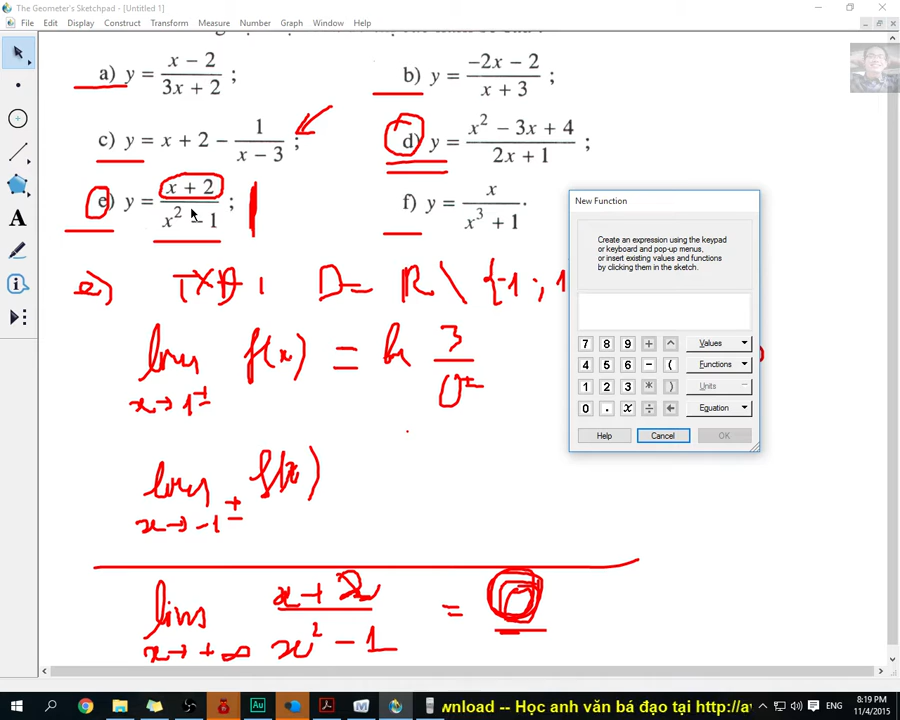 The Geometer's Sketchpad - [Untitled 1]
File Edit Display Construct Transform Measure Number Graph Window Help
a) y = (x − 2)/(3x + 2) ;
b) y = (−2x − 2)/(x + 3) ;
c) y = x + 2 − 1/(x − 3) ;
d) y = (x² − 3x + 4)/(2x + 1) ;
e) y = (x + 2)/(x² − 1) ;
f) y = x/(x³ + 1) .
e) TXĐ : D = R \ {-1 ; 1
lim x→1± f(x) = 3/0±
lim x→-1± f(x)
lim x→+∞ (x+2)/(x²-1) = 0
New Function
Create an expression using the keypad
or keyboard and pop-up menus,
or insert existing values and functions
by clicking them in the sketch.
7 8 9 + ^ Values
4 5 6 − ( Functions
1 2 3 * ) Units
0 . x ÷ ← Equation
Help Cancel OK
wnload -- Học anh văn bá đạo tại http://a
8:19 PM
11/4/2015